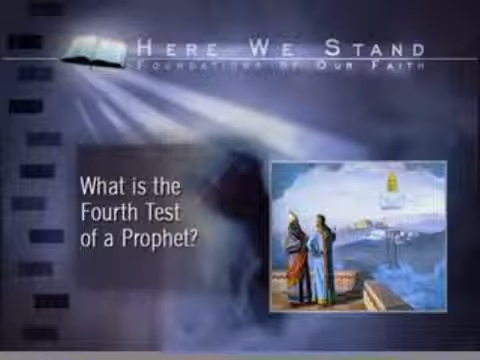 HERE WE STAND
FOUNDATIONS OF OUR FAITH
What is the
Fourth Test
of a Prophet?